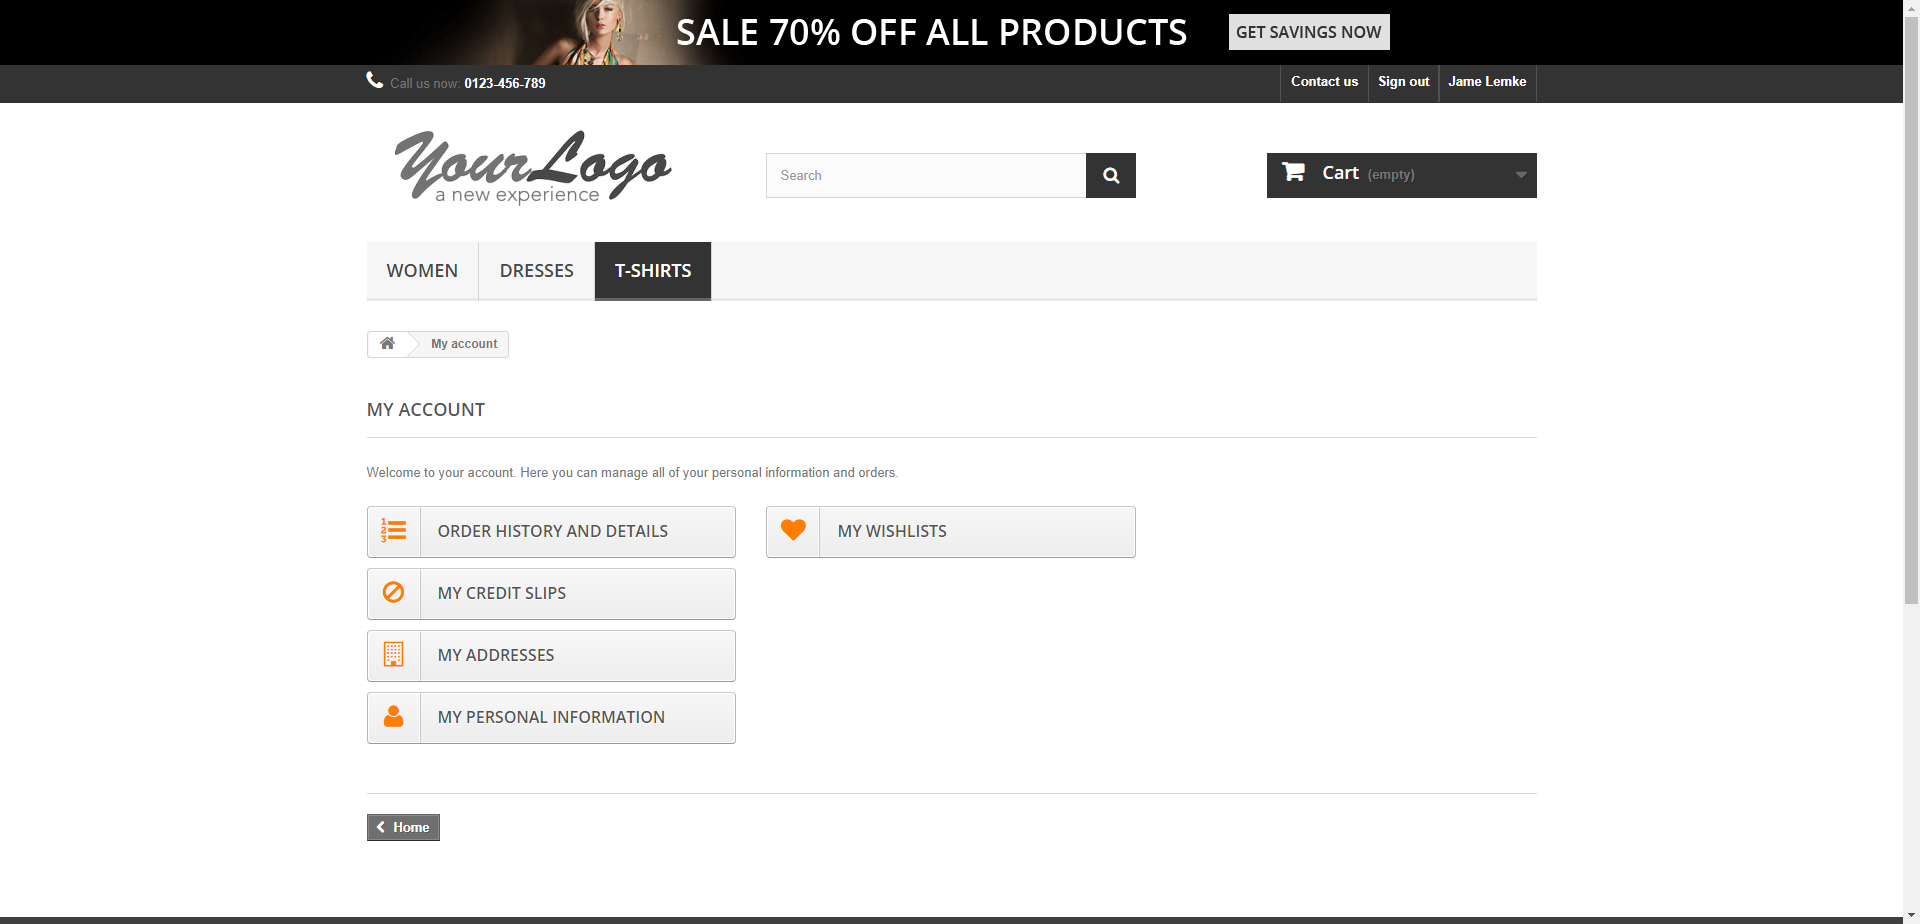 SALE 70% OFF ALL PRODUCTS
GET SAVINGS NOW
Call us now: 0123-456-789
Contact us
Sign out
Jame Lemke
YourLogo
a new experience
Search
Cart (empty)
WOMEN
DRESSES
T-SHIRTS
My account
MY ACCOUNT
Welcome to your account. Here you can manage all of your personal information and orders.
ORDER HISTORY AND DETAILS
MY WISHLISTS
MY CREDIT SLIPS
MY ADDRESSES
MY PERSONAL INFORMATION
Home